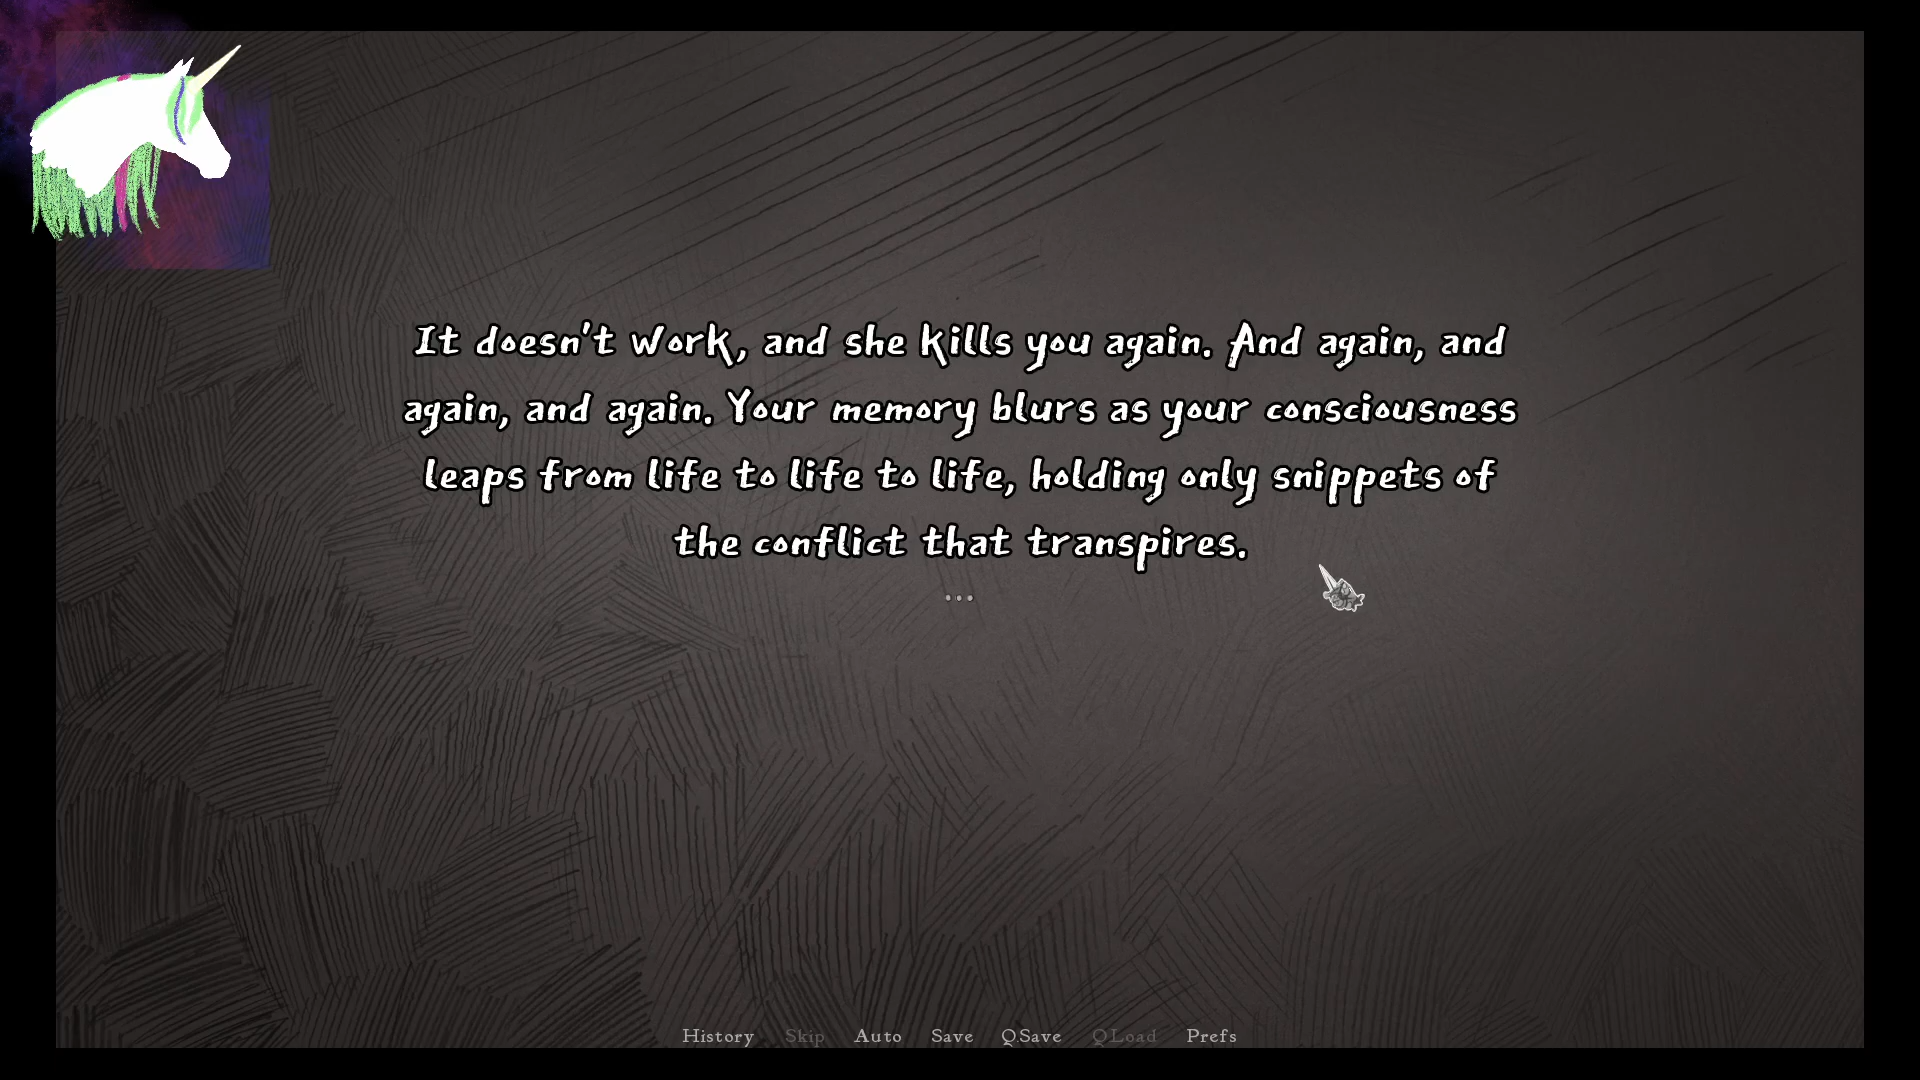 It doesn't work, and she kills you again. And again, and
again, and again. Your memory blurs as your consciousness
leaps from life to life to life, holding only snippets of
the conflict that transpires.
...
History Skip Auto Save QSave QLoad Prefs